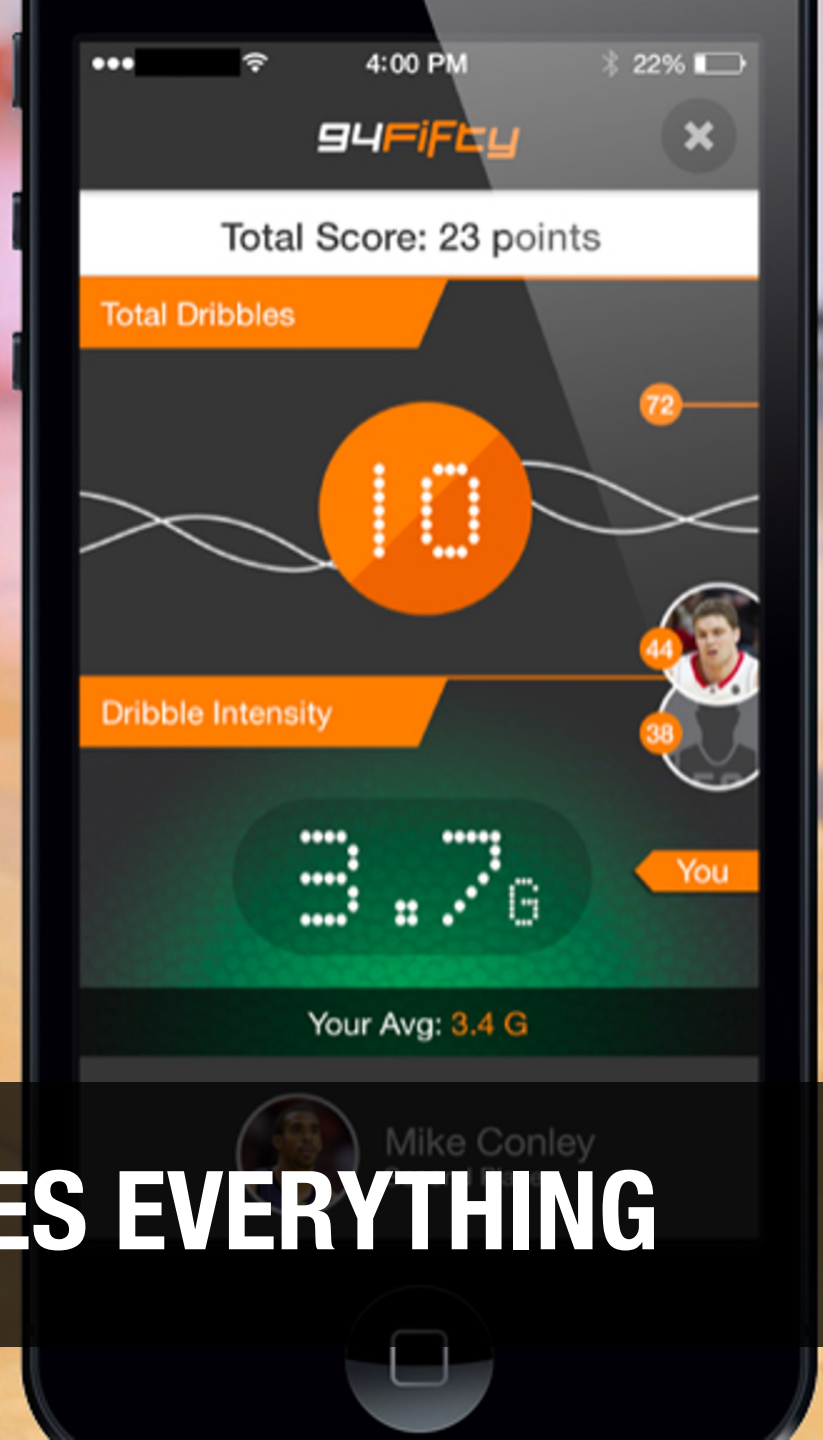 4:00 PM
22%
94FiFty
Total Score: 23 points
Total Dribbles
72
10
44
Dribble Intensity
38
3.7 G
You
Your Avg: 3.4 G
Mike Conley
ES EVERYTHING